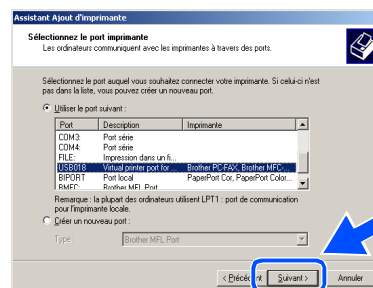 Assistant Ajout d'imprimante
Sélectionnez le port imprimante
Les ordinateurs communiquent avec les imprimantes à travers des ports.
Sélectionnez le port auquel vous souhaitez connecter votre imprimante. Si celui-ci n'est
pas dans la liste, vous pouvez créer un nouveau port.
Utiliser le port suivant :
Port Description Imprimante
COM3: Port série
COM4: Port série
FILE: Impression dans un fi...
USB018 Virtual printer port for ... Brother PC-FAX, Brother MFC-...
BIPORT Port local PaperPort Cor, PaperPort Color...
BMFC: Brother MFL Port
Remarque : la plupart des ordinateurs utilisent LPT1 : port de communication
pour l'imprimante locale.
Créer un nouveau port :
Type : Brother MFL Port
< Précédent Suivant > Annuler